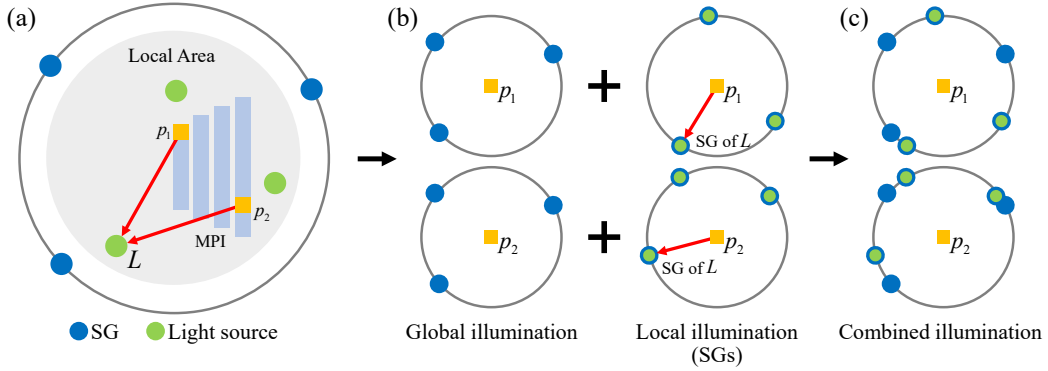 (a)
Local Area
p1
p2
MPI
L
SG
Light source
(b)
p1
p2
Global illumination
p1
SG of L
p2
SG of L
Local illumination
(SGs)
(c)
p1
p2
Combined illumination